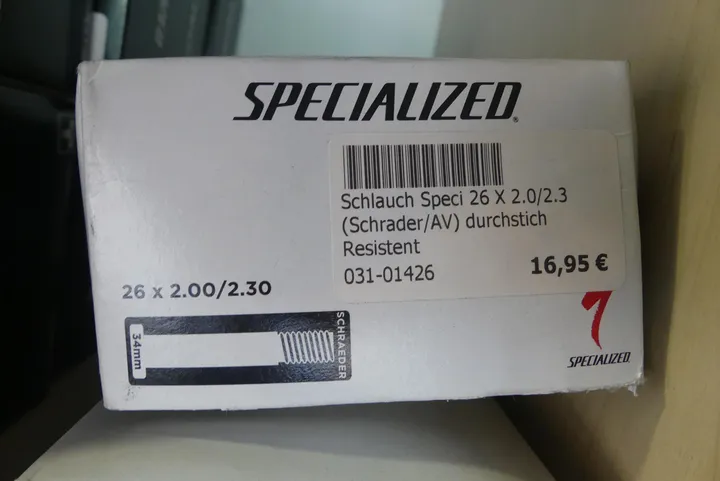 SPECIALIZED
Schlauch Speci 26 X 2.0/2.3
(Schrader/AV) durchstich
Resistent
031-01426
16,95 €
26 x 2.00/2.30
34mm
SCHRAEDER
SPECIALIZED